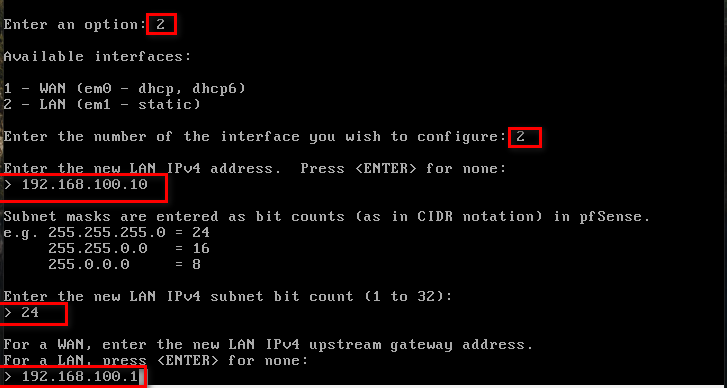 Enter an option: 2
Available interfaces:
1 - WAN (em0 - dhcp, dhcp6)
2 - LAN (em1 - static)
Enter the number of the interface you wish to configure: 2
Enter the new LAN IPv4 address.  Press <ENTER> for none:
> 192.168.100.10
Subnet masks are entered as bit counts (as in CIDR notation) in pfSense.
e.g. 255.255.255.0 = 24
     255.255.0.0   = 16
     255.0.0.0     = 8
Enter the new LAN IPv4 subnet bit count (1 to 32):
> 24
For a WAN, enter the new LAN IPv4 upstream gateway address.
For a LAN, press <ENTER> for none:
> 192.168.100.1